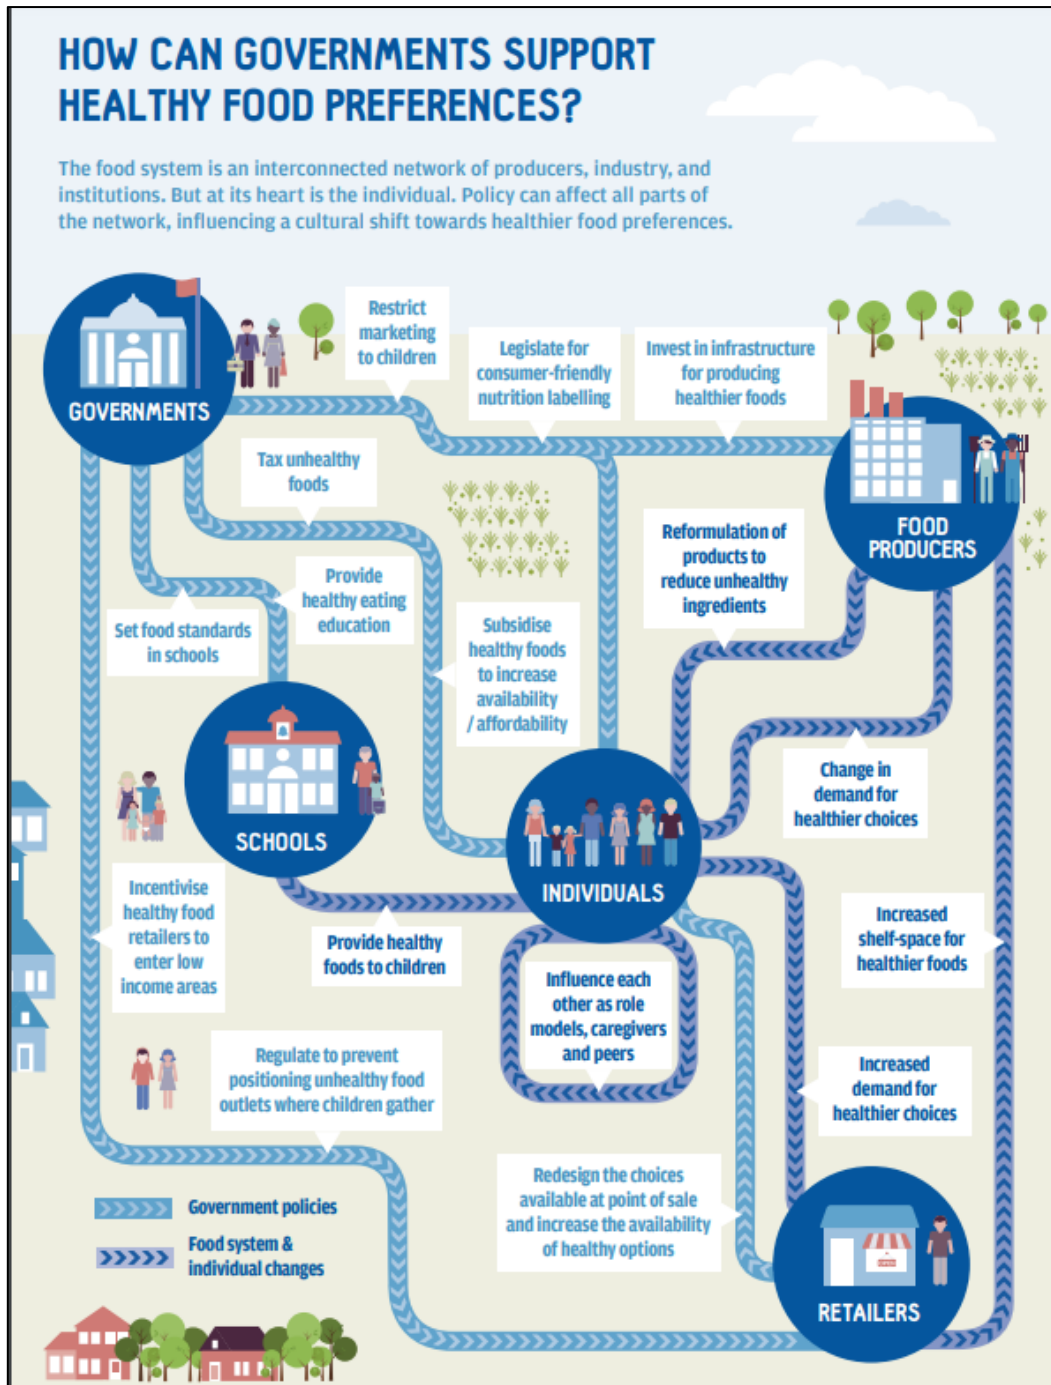 HOW CAN GOVERNMENTS SUPPORT
HEALTHY FOOD PREFERENCES?
The food system is an interconnected network of producers, industry, and
institutions. But at its heart is the individual. Policy can affect all parts of
the network, influencing a cultural shift towards healthier food preferences.
GOVERNMENTS
Restrict
marketing
to children
Legislate for
consumer-friendly
nutrition labelling
Invest in infrastructure
for producing
healthier foods
FOOD
PRODUCERS
Tax unhealthy
foods
Provide
healthy eating
education
Set food standards
in schools
Subsidise
healthy foods
to increase
availability
/ affordability
Reformulation of
products to
reduce unhealthy
ingredients
Change in
demand for
healthier choices
SCHOOLS
INDIVIDUALS
Incentivise
healthy food
retailers to
enter low
income areas
Provide healthy
foods to children
Influence each
other as role
models, caregivers
and peers
Increased
shelf-space for
healthier foods
Regulate to prevent
positioning unhealthy food
outlets where children gather
Increased
demand for
healthier choices
Redesign the choices
available at point of sale
and increase the availability
of healthy options
Government policies
Food system &
individual changes
RETAILERS